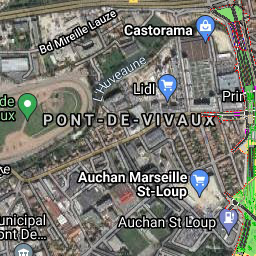 Castorama
Bd Mireille Lauze
L'Huveaune
Lidl
Prin
de
ux
PONT-DE-VIVAUX
ne
Auchan Marseille
St-Loup
Auchan St Loup
unicipal
ont De...